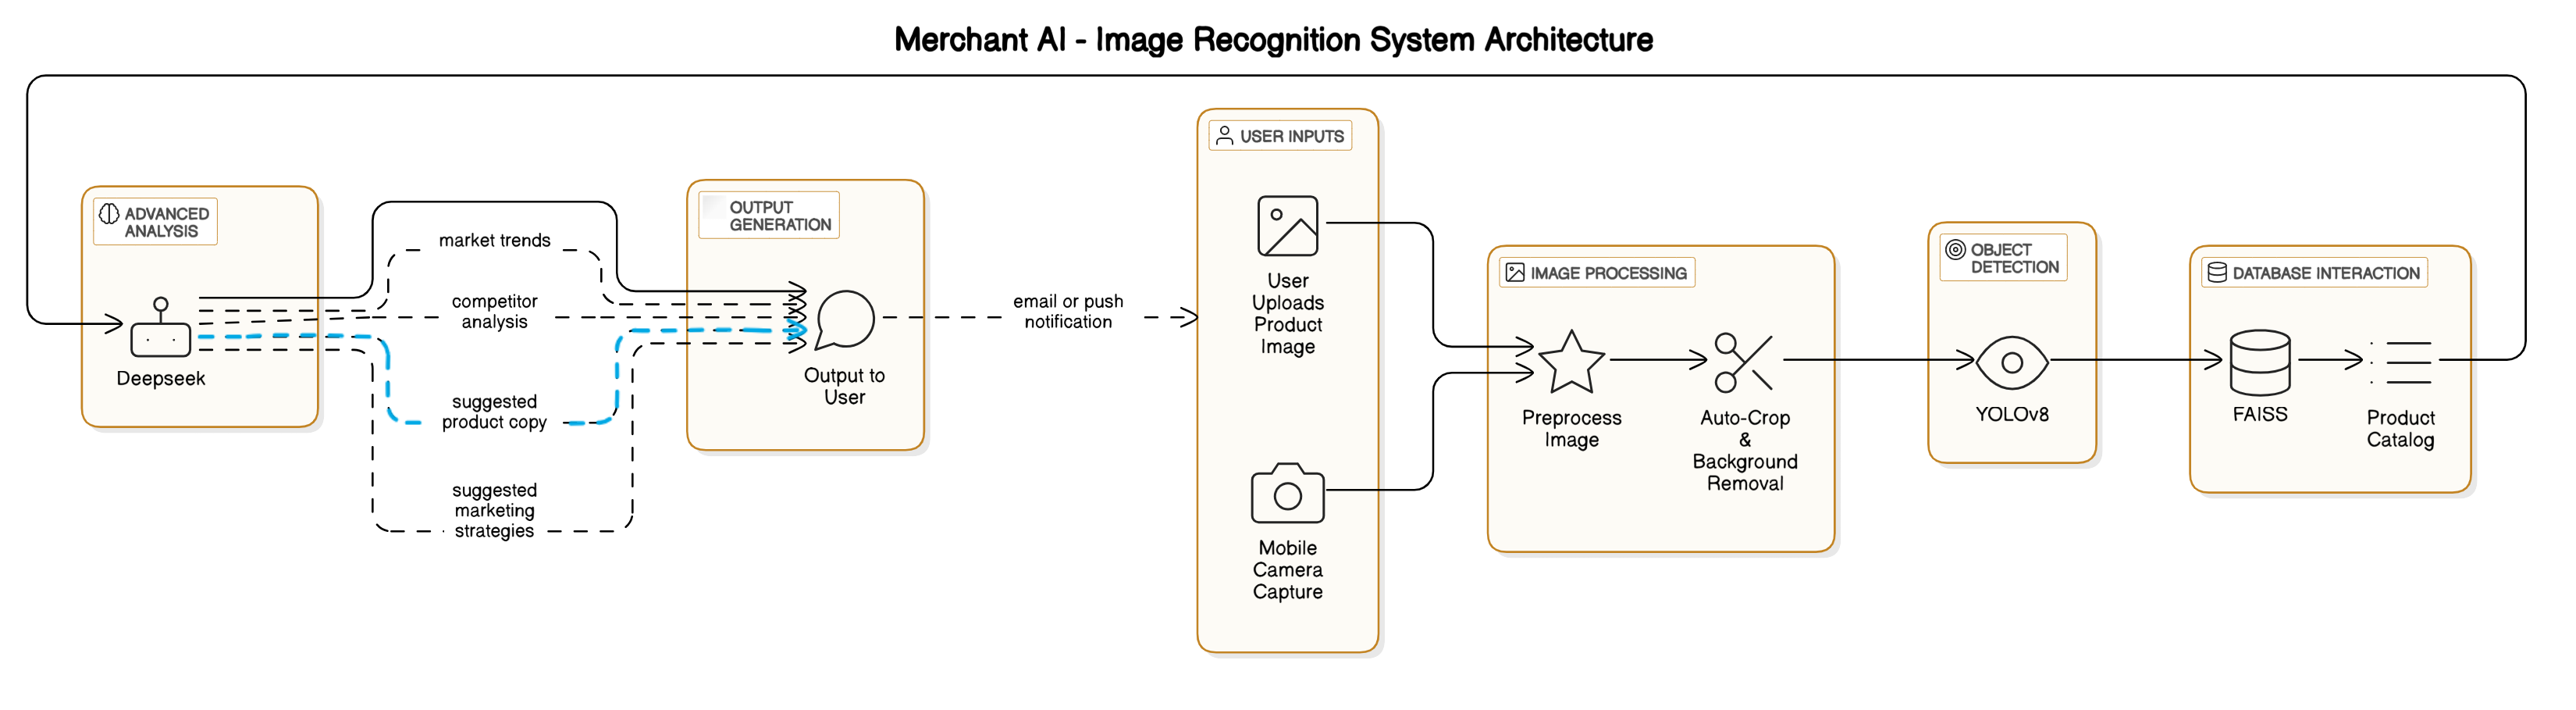 Merchant AI - Image Recognition System Architecture
ADVANCED
ANALYSIS
Deepseek
market trends
competitor
analysis
suggested
product copy
suggested
marketing
strategies
OUTPUT
GENERATION
Output to
User
email or push
notification
USER INPUTS
User
Uploads
Product
Image
Mobile
Camera
Capture
IMAGE PROCESSING
Preprocess
Image
Auto-Crop
&
Background
Removal
OBJECT
DETECTION
YOLOv8
DATABASE INTERACTION
FAISS
Product
Catalog